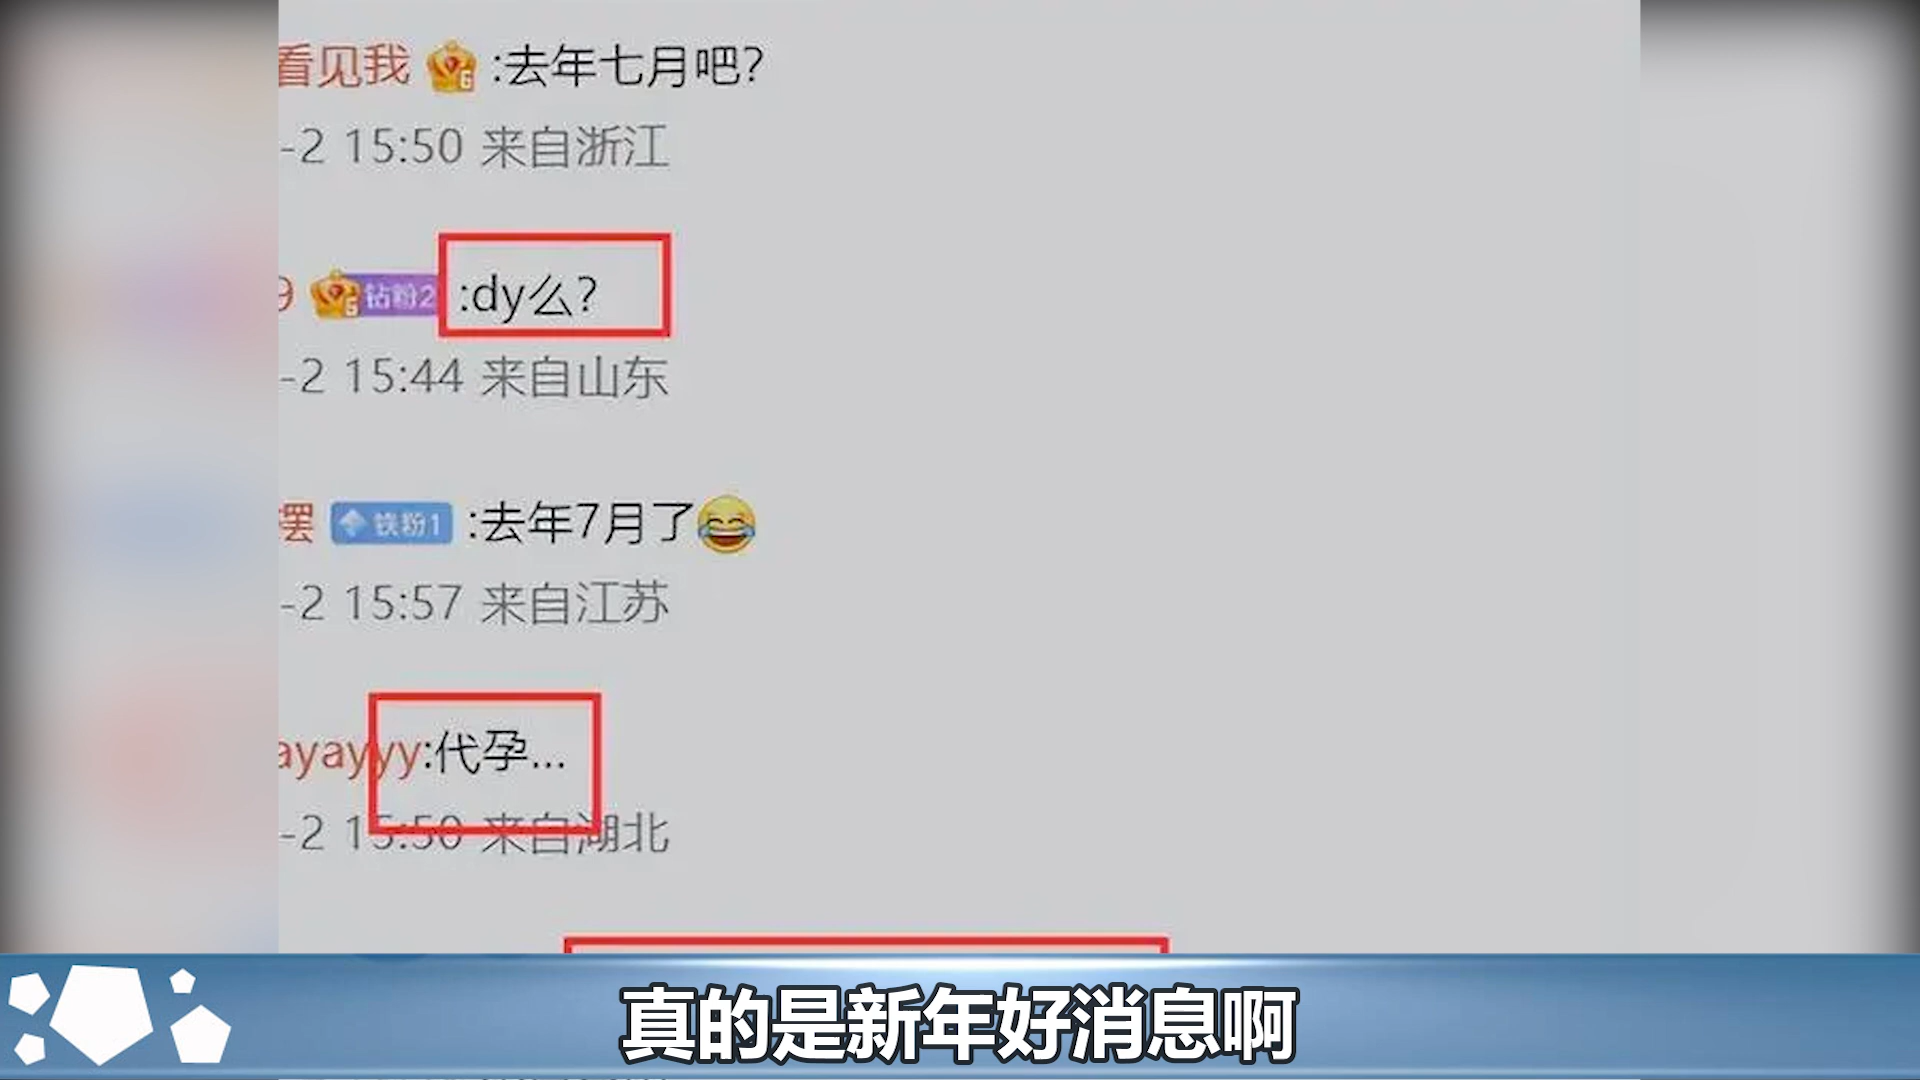 看见我 :去年七月吧?
-2 15:50 来自浙江
9 钻粉2 :dy么?
-2 15:44 来自山东
摆 铁粉1 :去年7月了😂
-2 15:57 来自江苏
ayayyy:代孕...
-2 15:50 来自湖北
真的是新年好消息啊